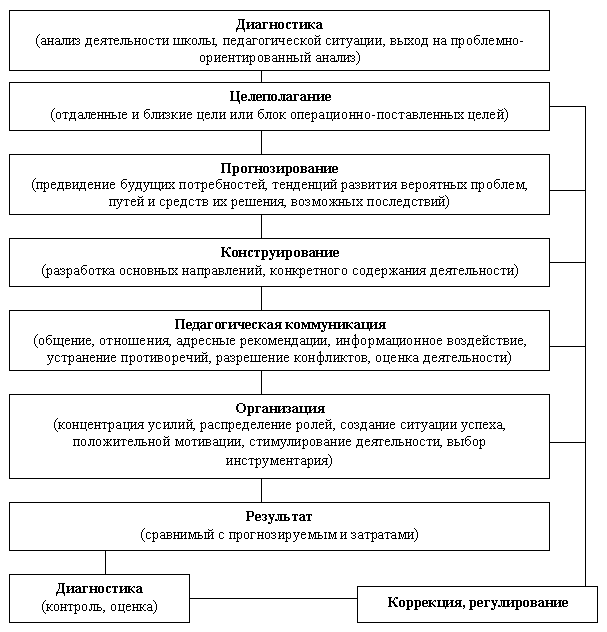 Диагностика
(анализ деятельности школы, педагогической ситуации, выход на проблемно-
ориентированный анализ)
Целеполагание
(отдаленные и близкие цели или блок операционно-поставленных целей)
Прогнозирование
(предвидение будущих потребностей, тенденций развития вероятных проблем,
путей и средств их решения, возможных последствий)
Конструирование
(разработка основных направлений, конкретного содержания деятельности)
Педагогическая коммуникация
(общение, отношения, адресные рекомендации, информационное воздействие,
устранение противоречий, разрешение конфликтов, оценка деятельности)
Организация
(концентрация усилий, распределение ролей, создание ситуации успеха,
положительной мотивации, стимулирование деятельности, выбор
инструментария)
Результат
(сравнимый с прогнозируемым и затратами)
Диагностика
(контроль, оценка)
Коррекция, регулирование